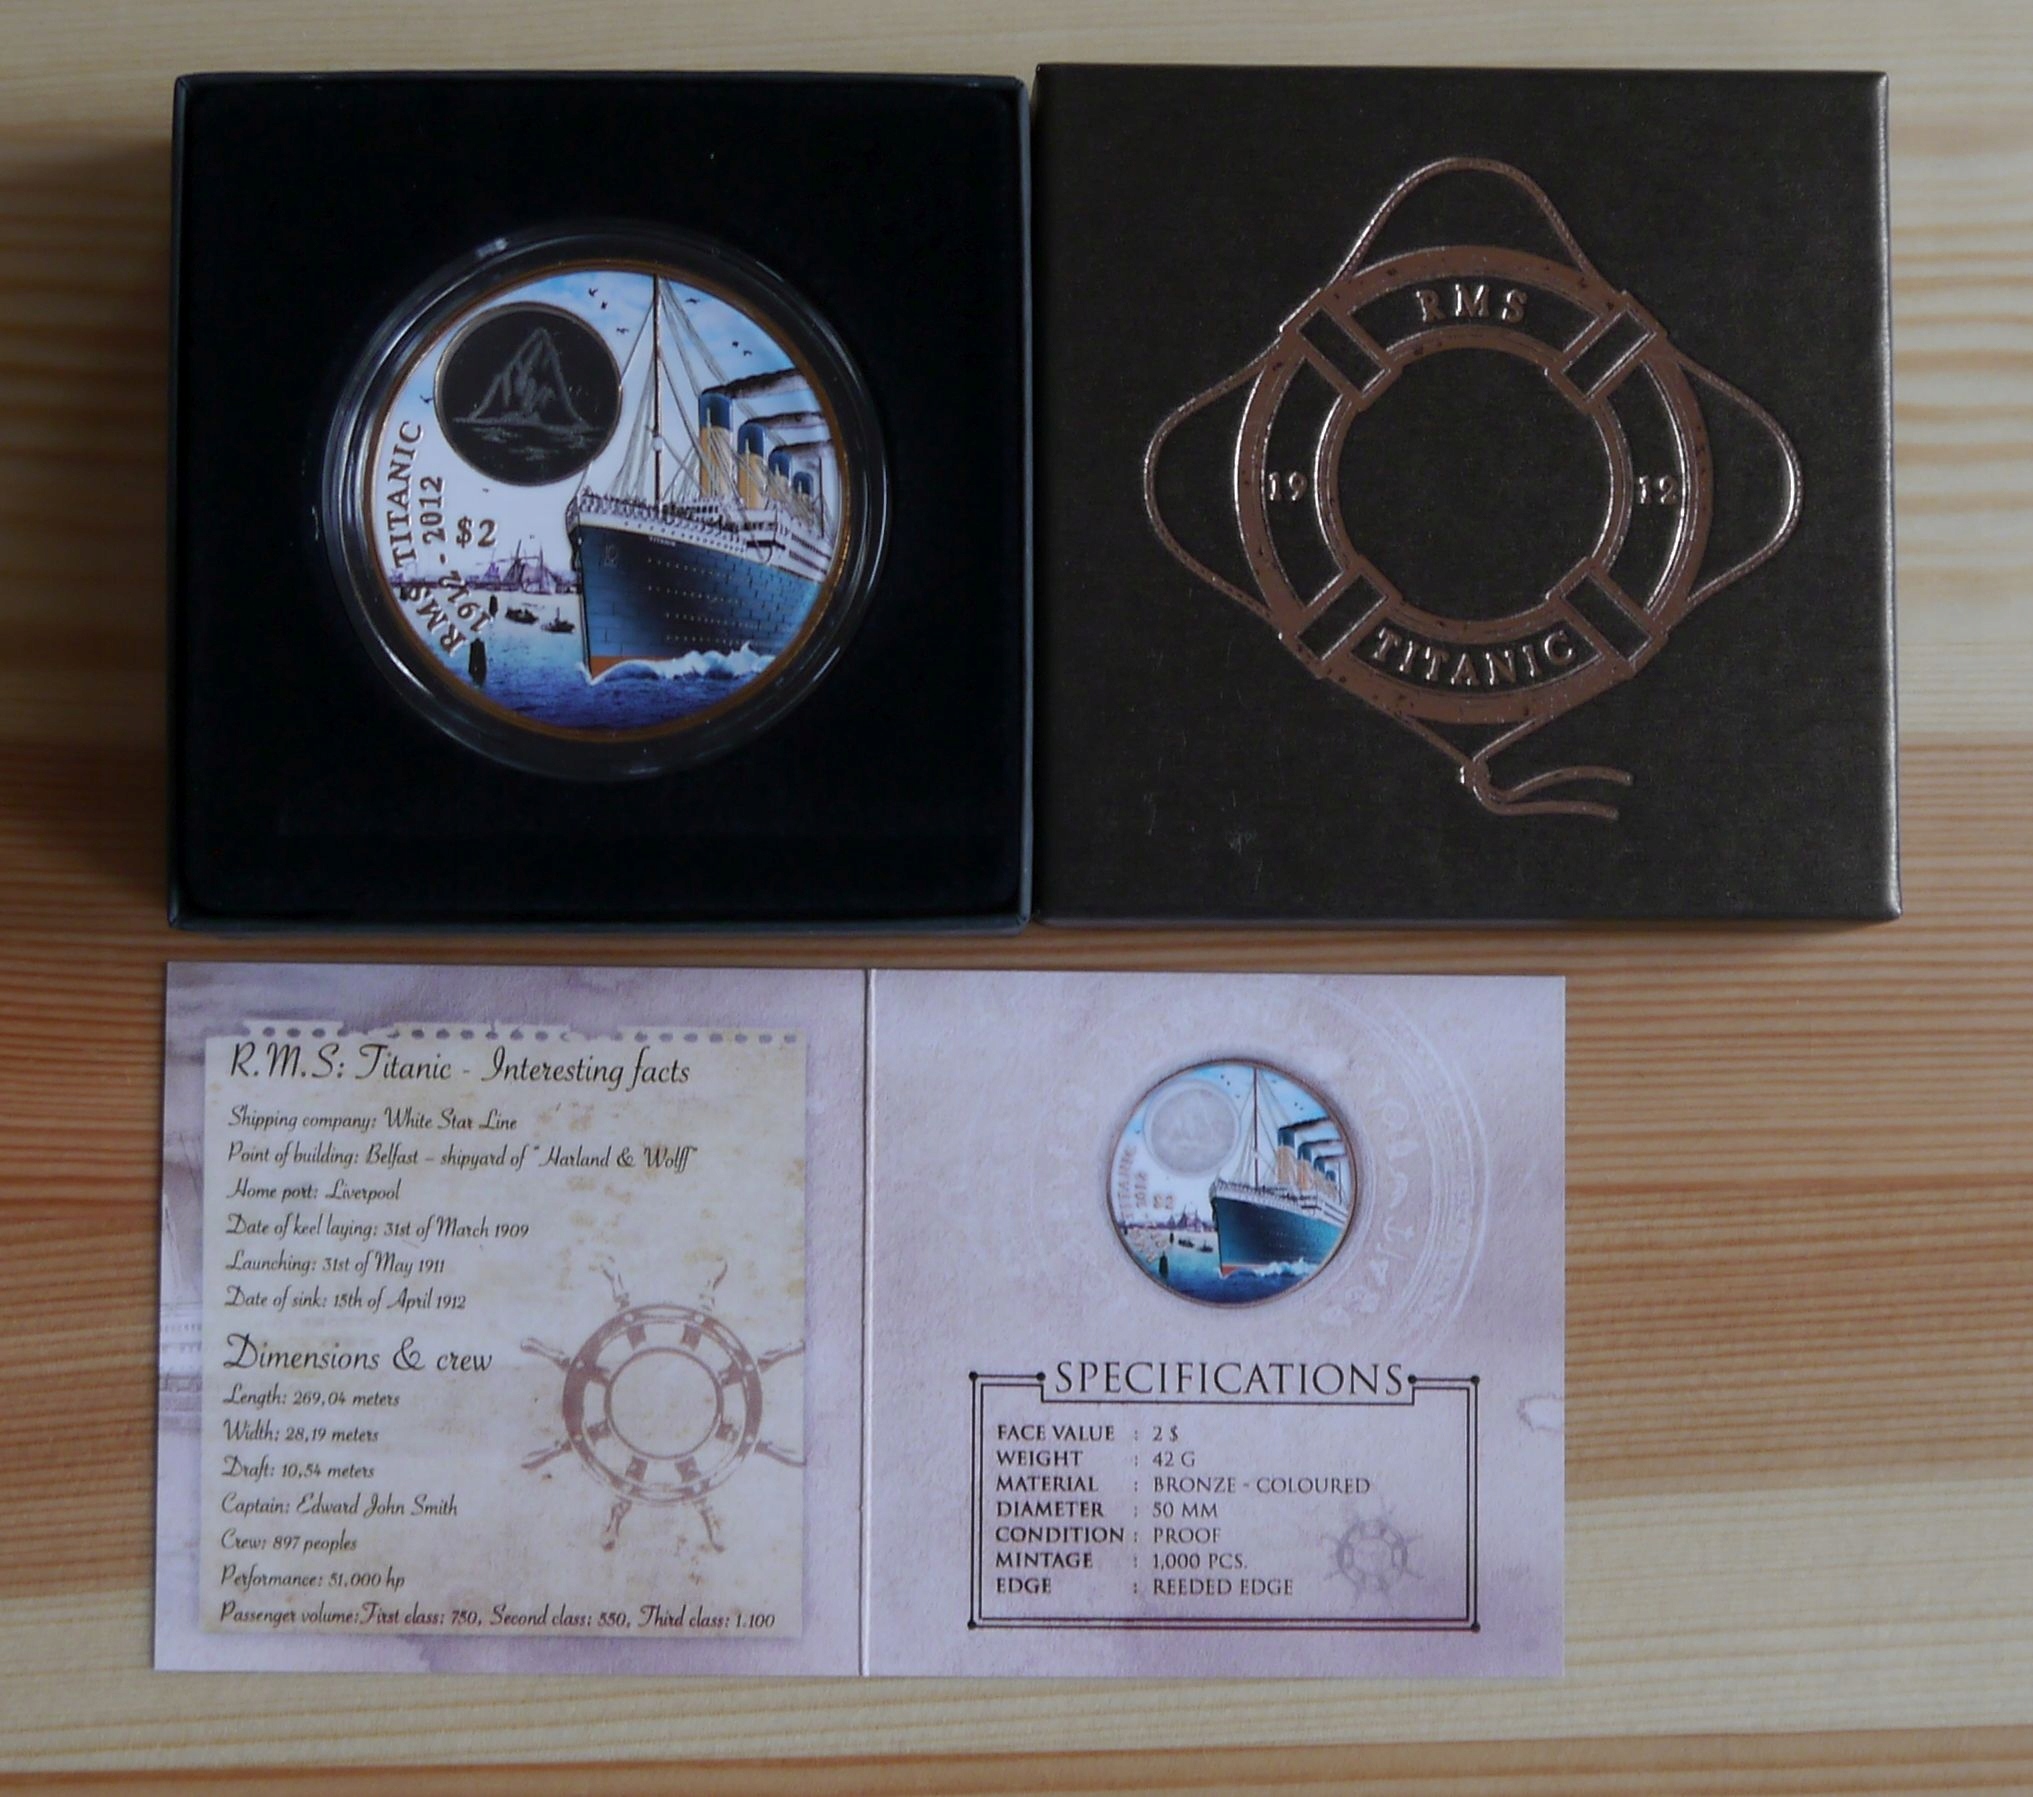 RMS TITANIC
1912 - 2012
$2
TITANIC
RMS
19
12
TITANIC
R.M.S: Titanic - Interesting facts
Shipping company: White Star Line
Point of building: Belfast – shipyard of "Harland & Wolff"
Home port: Liverpool
Date of keel laying: 31st of March 1909
Launching: 31st of May 1911
Date of sink: 15th of April 1912
Dimensions & crew
Length: 269,04 meters
Width: 28,19 meters
Draft: 10,54 meters
Captain: Edward John Smith
Crew: 897 peoples
Performance: 51,000 hp
Passenger volume:First class: 750, Second class: 550, Third class: 1.100
TITANIC
SPECIFICATIONS
FACE VALUE : 2 $
WEIGHT : 42 G
MATERIAL : BRONZE - COLOURED
DIAMETER : 50 MM
CONDITION : PROOF
MINTAGE : 1,000 PCS.
EDGE : REEDED EDGE